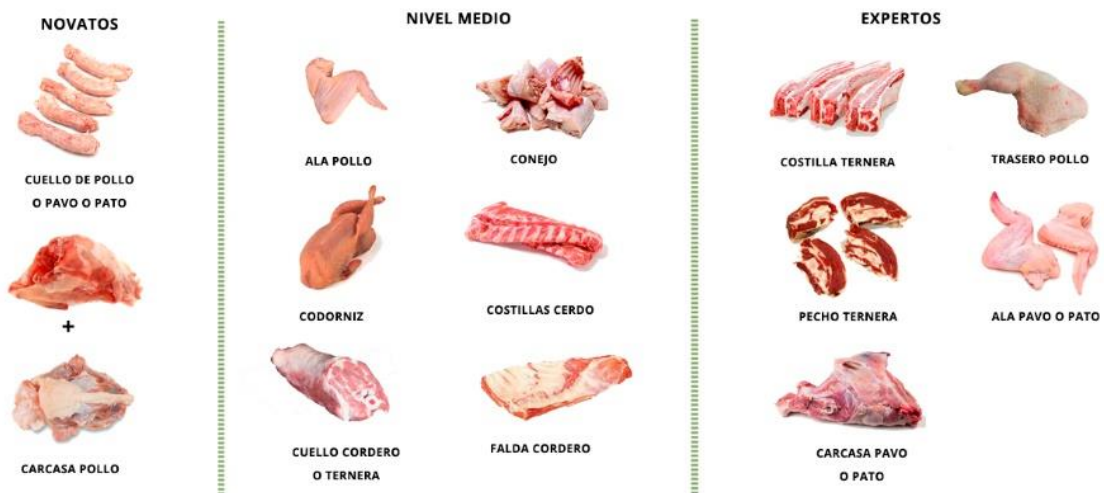 NOVATOS
CUELLO DE POLLO
O PAVO O PATO
+
CARCASA POLLO
NIVEL MEDIO
ALA POLLO
CONEJO
CODORNIZ
COSTILLAS CERDO
CUELLO CORDERO
O TERNERA
FALDA CORDERO
EXPERTOS
COSTILLA TERNERA
TRASERO POLLO
PECHO TERNERA
ALA PAVO O PATO
CARCASA PAVO
O PATO